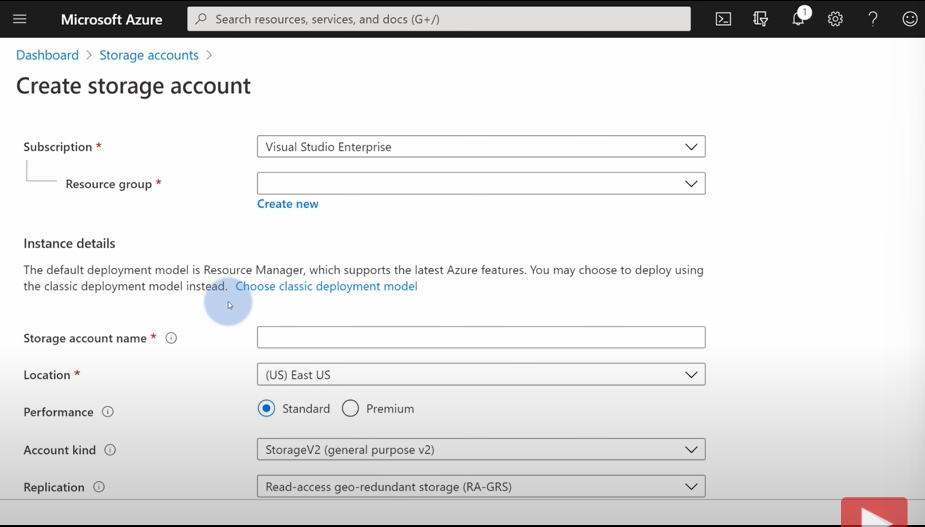 Microsoft Azure
Search resources, services, and docs (G+/)
1
Dashboard > Storage accounts >
Create storage account
Subscription *
Visual Studio Enterprise
Resource group *
Create new
Instance details
The default deployment model is Resource Manager, which supports the latest Azure features. You may choose to deploy using
the classic deployment model instead. Choose classic deployment model
Storage account name *
Location *
(US) East US
Performance
Standard
Premium
Account kind
StorageV2 (general purpose v2)
Replication
Read-access geo-redundant storage (RA-GRS)